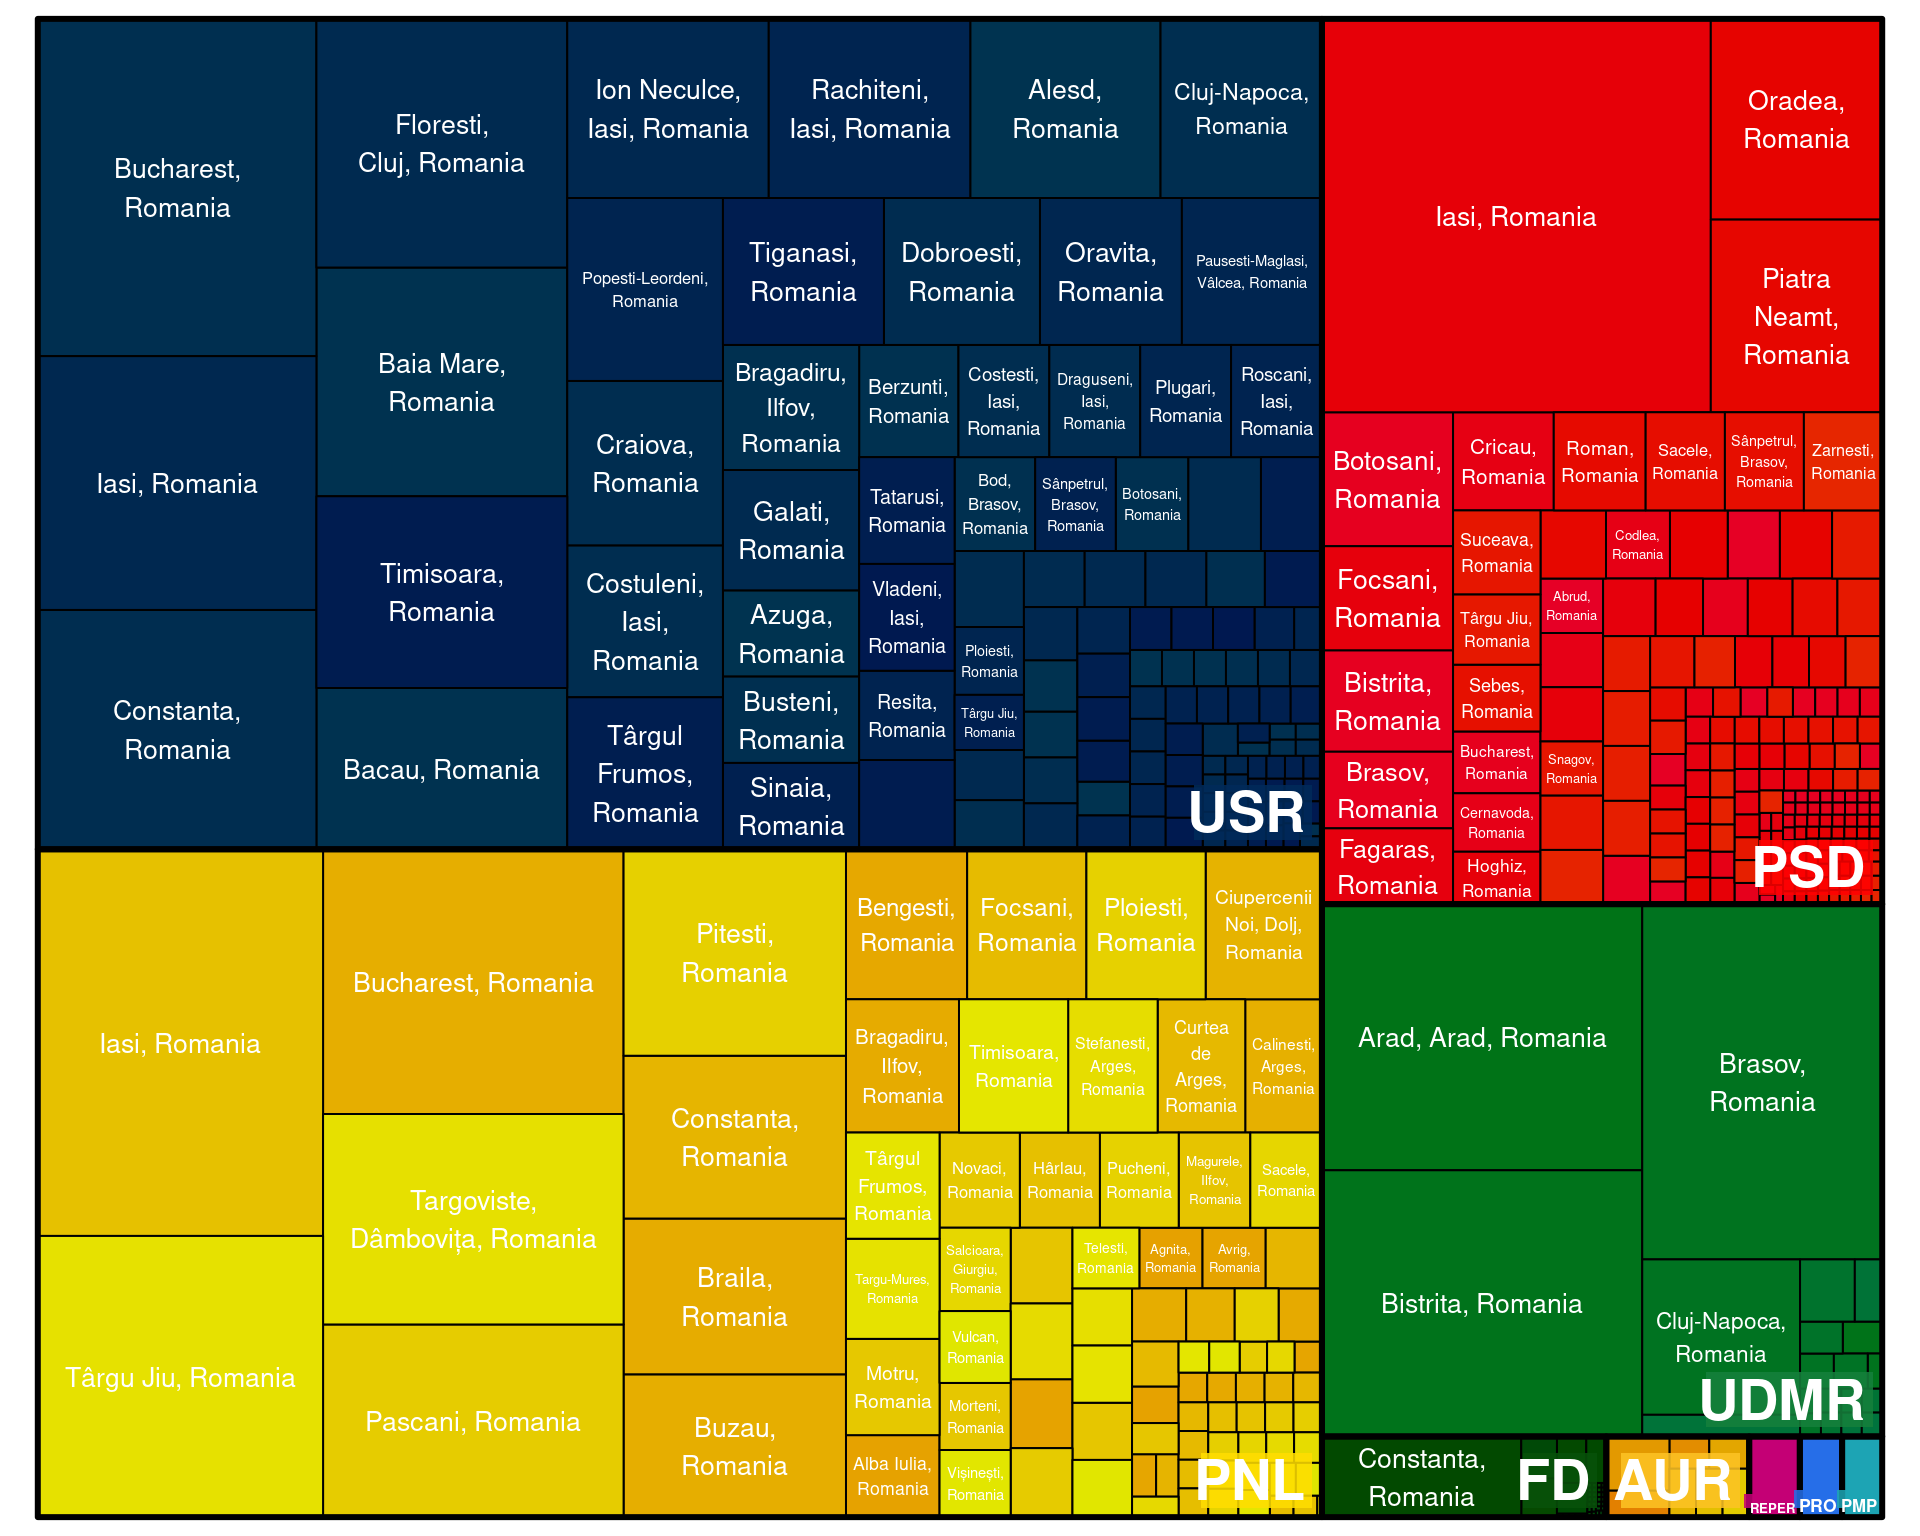 Bucharest,
Romania
Iasi, Romania
Constanta,
Romania
Floresti,
Cluj, Romania
Baia Mare,
Romania
Timisoara,
Romania
Bacau, Romania
Ion Neculce,
Iasi, Romania
Rachiteni,
Iasi, Romania
Alesd,
Romania
Cluj-Napoca,
Romania
Popesti-Leordeni,
Romania
Craiova,
Romania
Costuleni,
Iasi,
Romania
Târgul
Frumos,
Romania
Tiganasi,
Romania
Dobroesti,
Romania
Oravita,
Romania
Pausesti-Maglasi,
Vâlcea, Romania
Bragadiru,
Ilfov,
Romania
Galati,
Romania
Azuga,
Romania
Busteni,
Romania
Sinaia,
Romania
Berzunti,
Romania
Costesti,
Iasi,
Romania
Draguseni,
Iasi,
Romania
Plugari,
Romania
Roscani,
Iasi,
Romania
Tatarusi,
Romania
Vladeni,
Iasi,
Romania
Resita,
Romania
Bod,
Brasov,
Romania
Sânpetrul,
Brasov,
Romania
Botosani,
Romania
Ploiesti,
Romania
Târgu Jiu,
Romania
USR
Iasi, Romania
Oradea,
Romania
Piatra
Neamt,
Romania
Botosani,
Romania
Focsani,
Romania
Bistrita,
Romania
Brasov,
Romania
Fagaras,
Romania
Cricau,
Romania
Roman,
Romania
Sacele,
Romania
Sânpetrul,
Brasov,
Romania
Zarnesti,
Romania
Suceava,
Romania
Târgu Jiu,
Romania
Sebes,
Romania
Bucharest,
Romania
Cernavoda,
Romania
Hoghiz,
Romania
Codlea,
Romania
Abrud,
Romania
Snagov,
Romania
PSD
Iasi, Romania
Târgu Jiu, Romania
Bucharest, Romania
Targoviste,
Dâmbovița, Romania
Pascani, Romania
Pitesti,
Romania
Constanta,
Romania
Braila,
Romania
Buzau,
Romania
Bengesti,
Romania
Focsani,
Romania
Ploiesti,
Romania
Ciupercenii
Noi, Dolj,
Romania
Bragadiru,
Ilfov,
Romania
Timisoara,
Romania
Stefanesti,
Arges,
Romania
Curtea
de
Arges,
Romania
Calinesti,
Arges,
Romania
Târgul
Frumos,
Romania
Targu-Mures,
Romania
Motru,
Romania
Alba Iulia,
Romania
Novaci,
Romania
Hârlau,
Romania
Pucheni,
Romania
Magurele,
Ilfov,
Romania
Sacele,
Romania
Salcioara,
Giurgiu,
Romania
Vulcan,
Romania
Morteni,
Romania
Vișinești,
Romania
Telesti,
Romania
Agnita,
Romania
Avrig,
Romania
PNL
Arad, Arad, Romania
Bistrita, Romania
Brasov,
Romania
Cluj-Napoca,
Romania
UDMR
Constanta,
Romania
FD
AUR
REPER
PRO
PMP